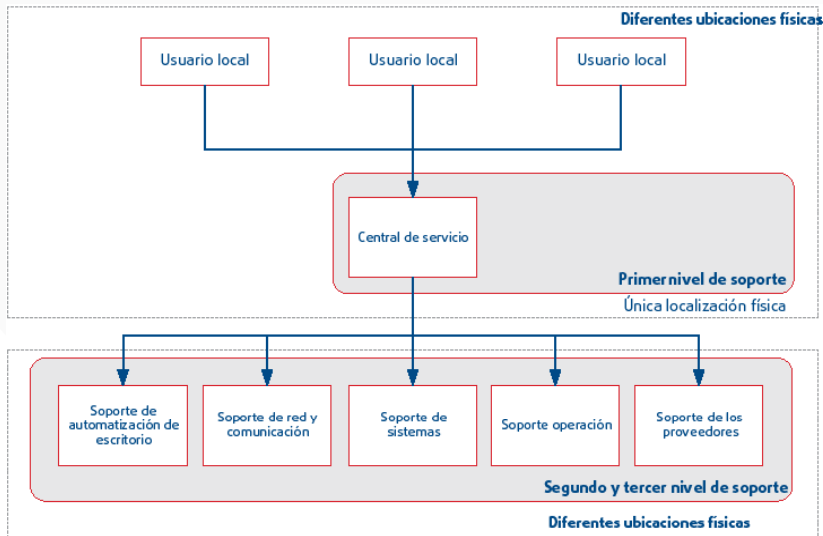 Diferentes ubicaciones físicas
Usuario local
Usuario local
Usuario local
Central de servicio
Primer nivel de soporte
Única localización física
Soporte de
automatización de
escritorio
Soporte de red y
comunicación
Soporte de
sistemas
Soporte operación
Soporte de los
proveedores
Segundo y tercer nivel de soporte
Diferentes ubicaciones físicas